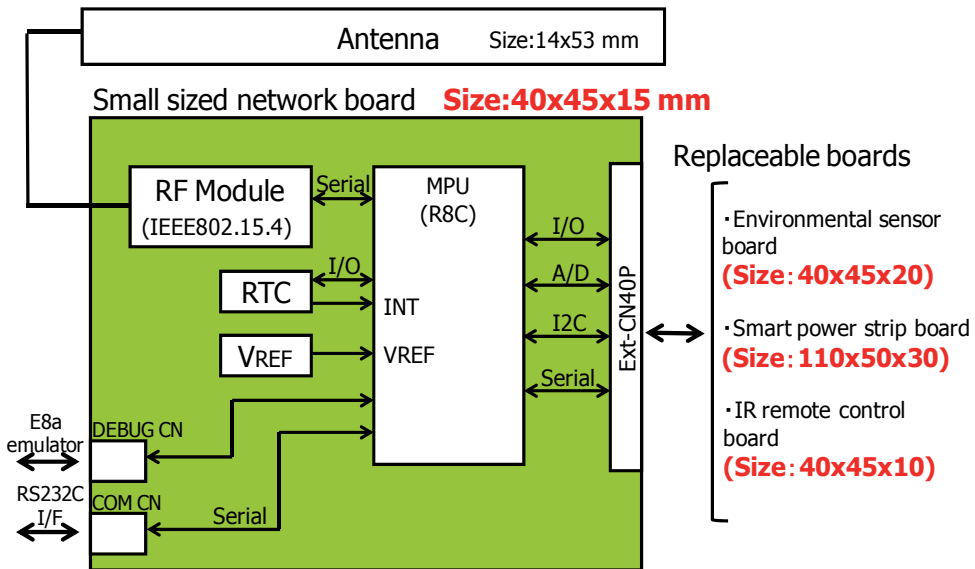 Antenna Size:14x53 mm
Small sized network board Size:40x45x15 mm
RF Module
(IEEE802.15.4)
Serial
MPU
(R8C)
I/O
RTC
INT
VREF
VREF
I/O
A/D
I2C
Serial
Ext-CN40P
Replaceable boards
・Environmental sensor
board
(Size:40x45x20)
・Smart power strip board
(Size:110x50x30)
・IR remote control
board
(Size:40x45x10)
E8a
emulator
DEBUG CN
RS232C
I/F
COM CN
Serial